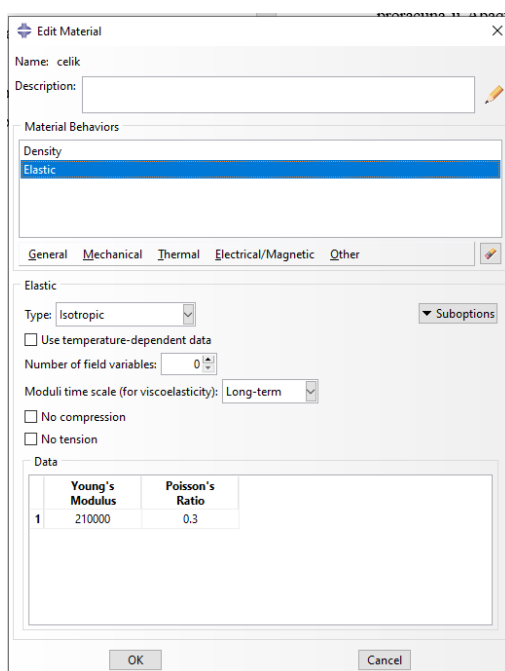 proracuna u Abaq
Edit Material
Name: celik
Description:
Material Behaviors
Density
Elastic
General Mechanical Thermal Electrical/Magnetic Other
Elastic
Type: Isotropic Suboptions
Use temperature-dependent data
Number of field variables: 0
Moduli time scale (for viscoelasticity): Long-term
No compression
No tension
Data
Young's Modulus Poisson's Ratio
1 210000 0.3
OK Cancel